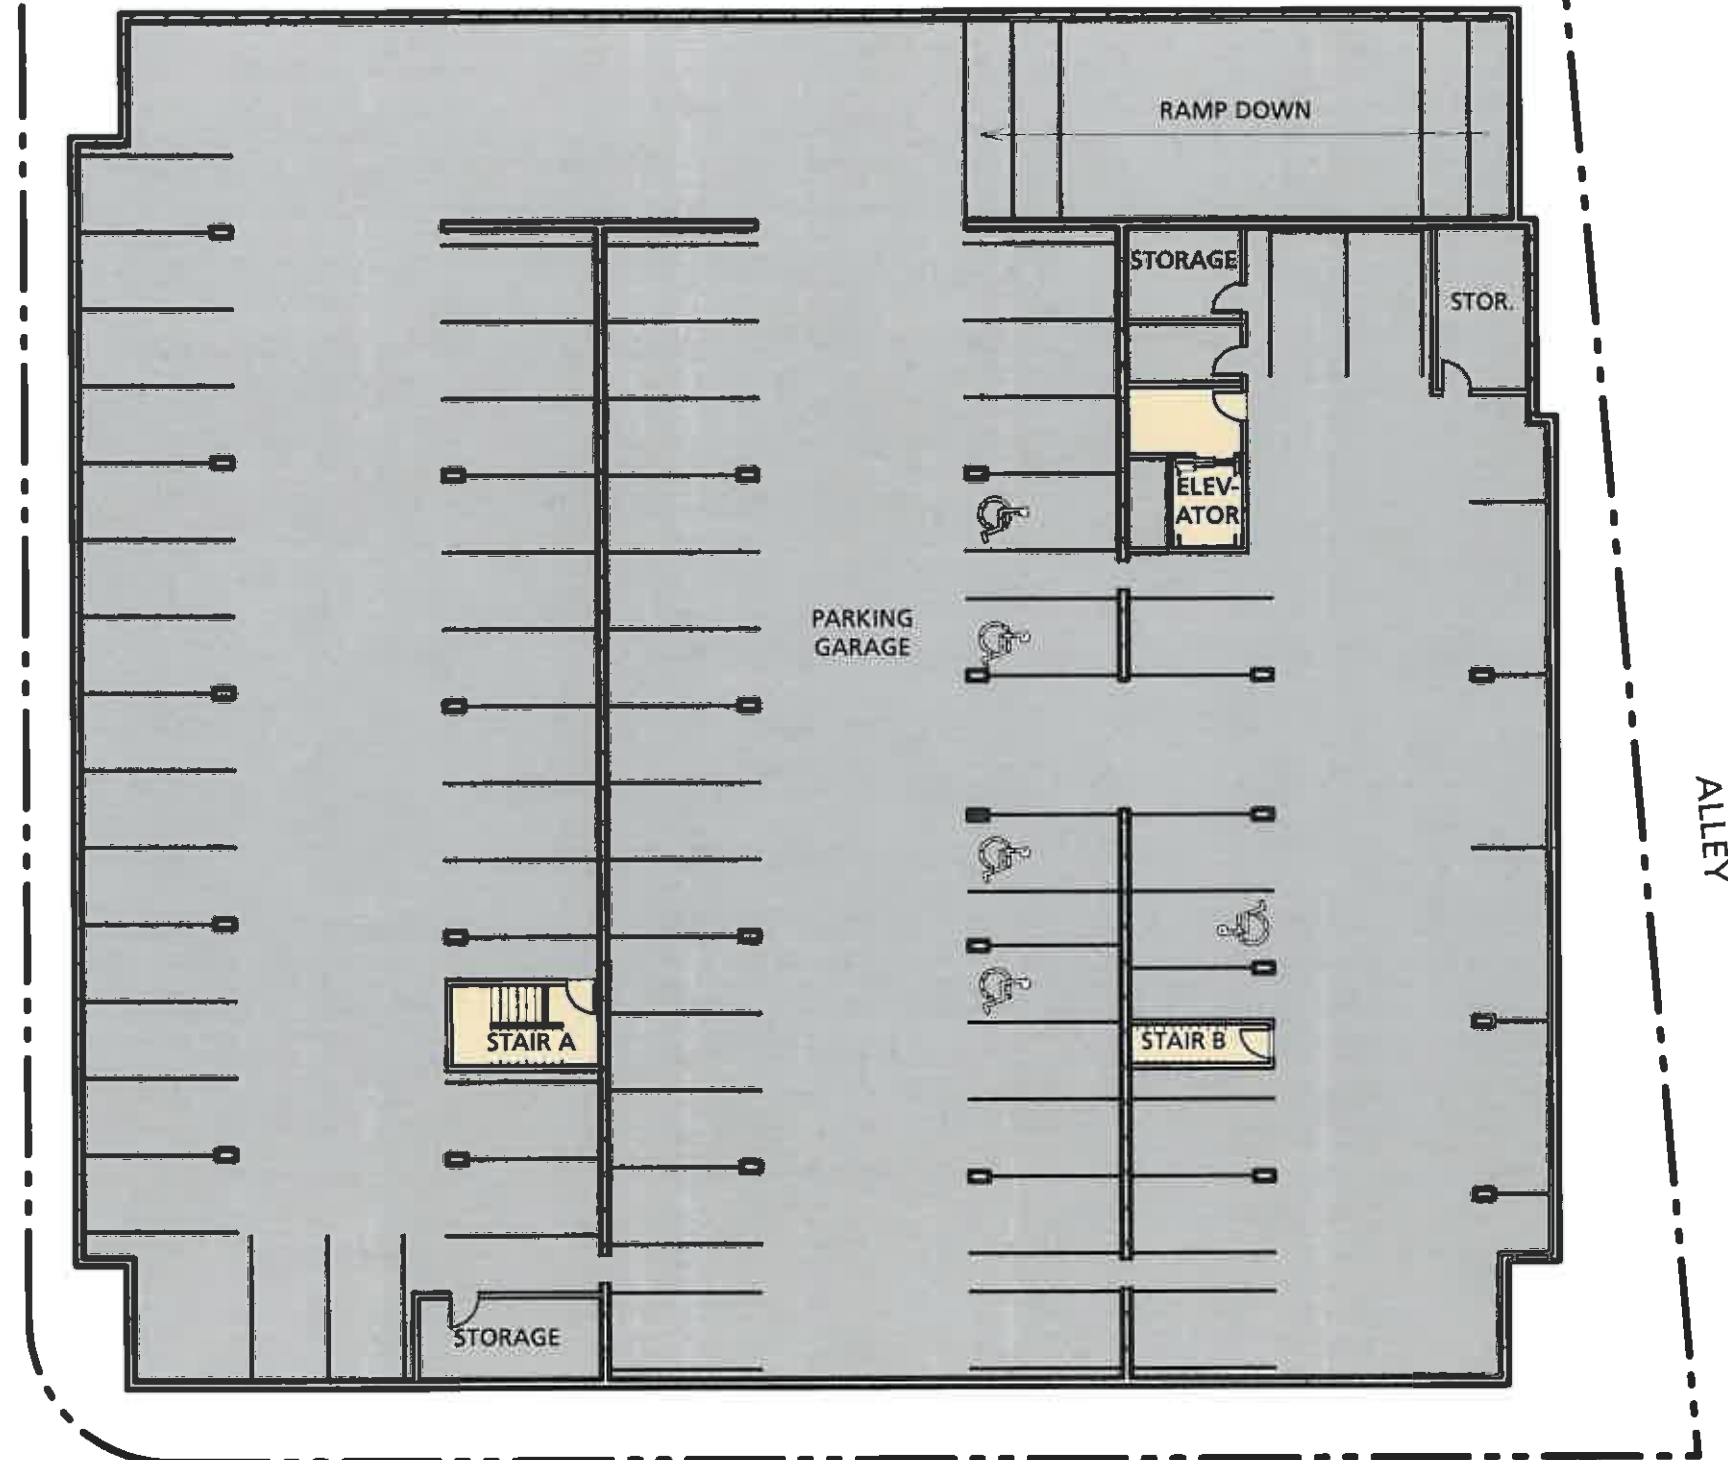 RAMP DOWN
STORAGE
STOR.
ELEV-
ATOR
PARKING
GARAGE
ALLEY
STAIR A
STAIR B
STORAGE